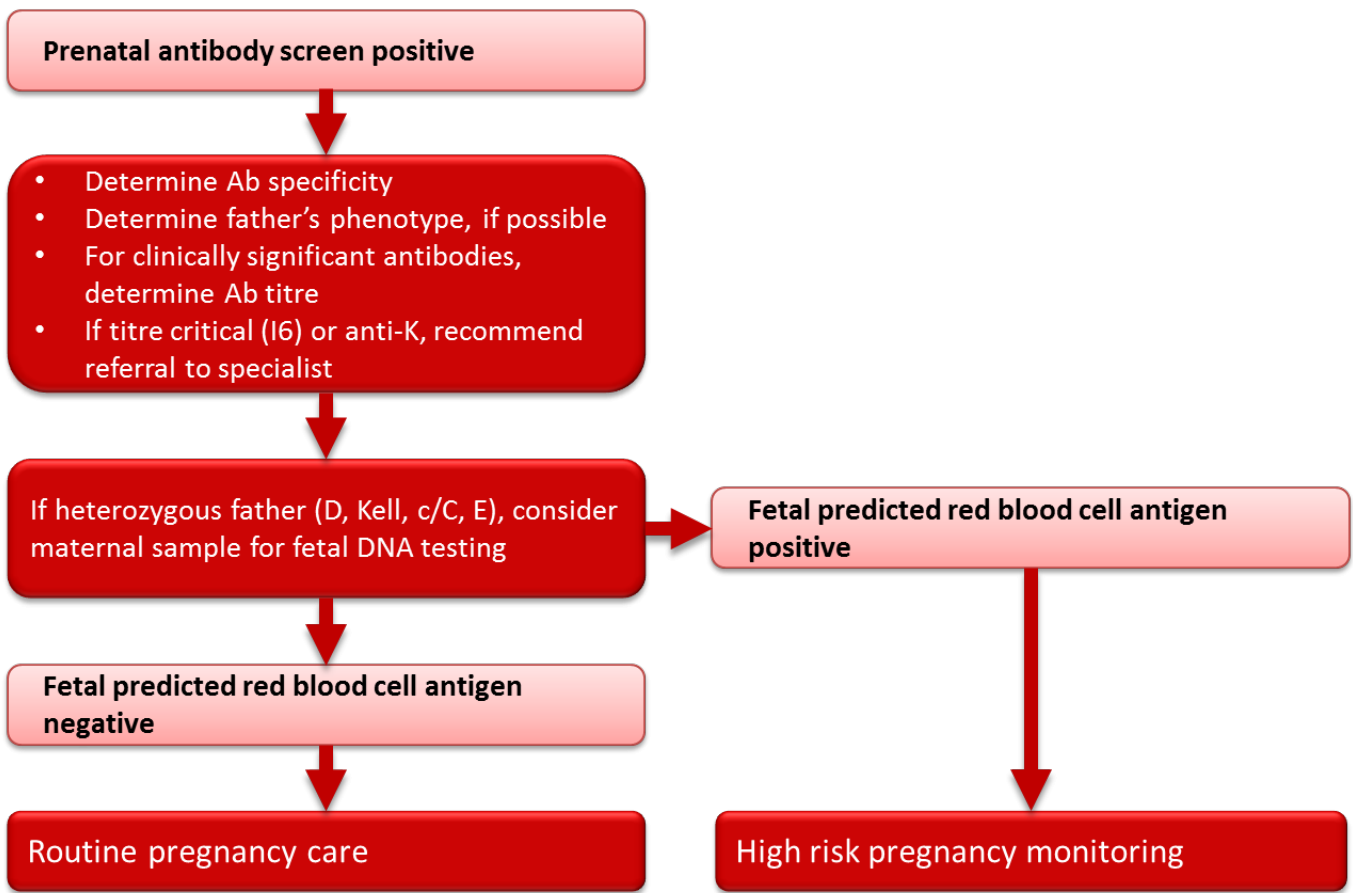 Prenatal antibody screen positive
• Determine Ab specificity
• Determine father’s phenotype, if possible
• For clinically significant antibodies,
determine Ab titre
• If titre critical (I6) or anti-K, recommend
referral to specialist
If heterozygous father (D, Kell, c/C, E), consider
maternal sample for fetal DNA testing
Fetal predicted red blood cell antigen
positive
Fetal predicted red blood cell antigen
negative
Routine pregnancy care
High risk pregnancy monitoring